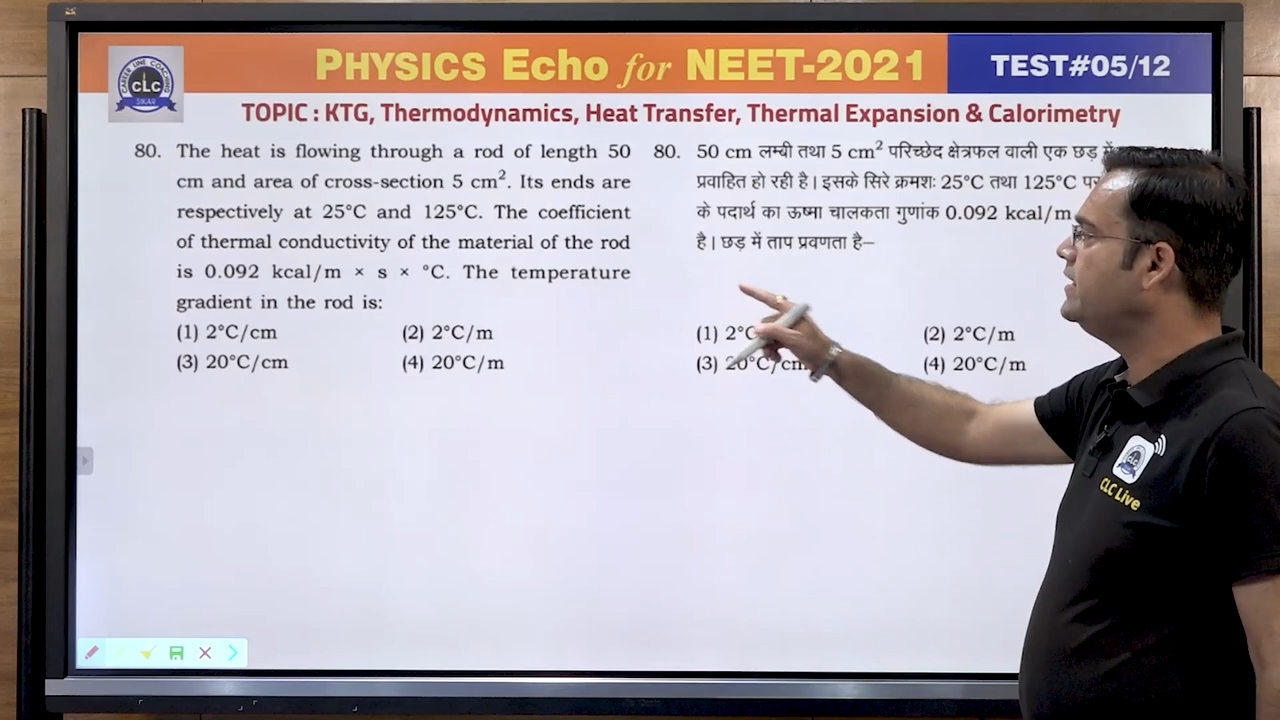 PHYSICS Echo for NEET-2021
TEST#05/12
CLC
SIKAR
TOPIC : KTG, Thermodynamics, Heat Transfer, Thermal Expansion & Calorimetry
80. The heat is flowing through a rod of length 50
cm and area of cross-section 5 cm². Its ends are
respectively at 25°C and 125°C. The coefficient
of thermal conductivity of the material of the rod
is 0.092 kcal/m × s × °C. The temperature
gradient in the rod is:
(1) 2°C/cm (2) 2°C/m
(3) 20°C/cm (4) 20°C/m
80. 50 cm लम्बी तथा 5 cm² परिच्छेद क्षेत्रफल वाली एक छड़ में
प्रवाहित हो रही है। इसके सिरे क्रमशः 25°C तथा 125°C
के पदार्थ का ऊष्मा चालकता गुणांक 0.092 kcal/m
है। छड़ में ताप प्रवणता है–
(1) 2°C (2) 2°C/m
(3) 20°C/cm (4) 20°C/m
CLC Live